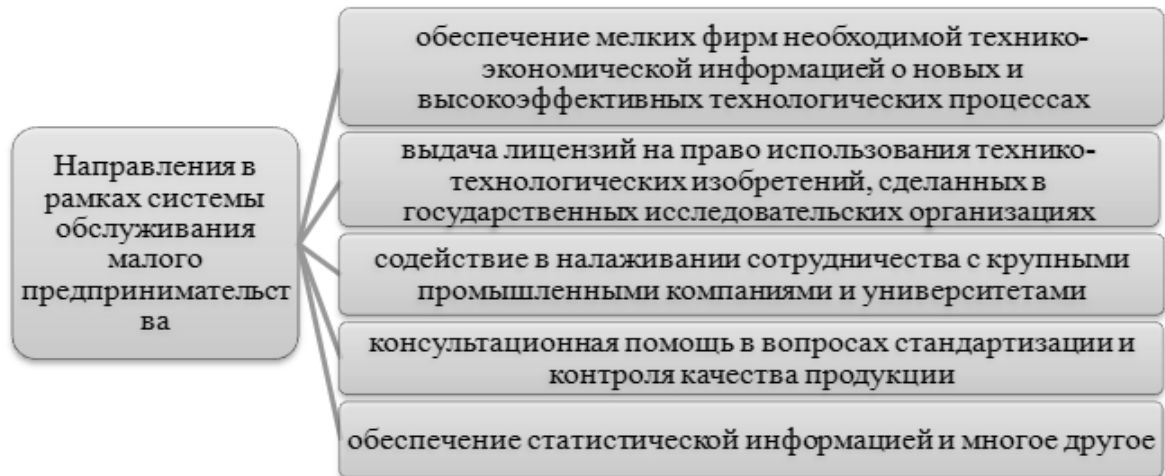 Направления в
рамках системы
обслуживания
малого
предпринимательст
ва
обеспечение мелких фирм необходимой технико-
экономической информацией о новых и
высокоэффективных технологических процессах
выдача лицензий на право использования технико-
технологических изобретений, сделанных в
государственных исследовательских организациях
содействие в налаживании сотрудничества с крупными
промышленными компаниями и университетами
консультационная помощь в вопросах стандартизации и
контроля качества продукции
обеспечение статистической информацией и многое другое